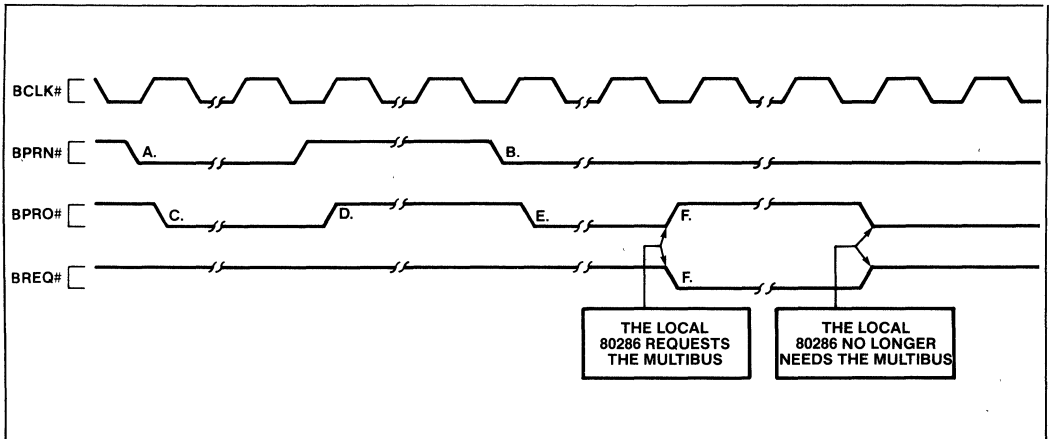 BCLK#
BPRN#
A.
B.
BPRO#
C.
D.
E.
F.
BREQ#
F.
THE LOCAL
80286 REQUESTS
THE MULTIBUS
THE LOCAL
80286 NO LONGER
NEEDS THE MULTIBUS